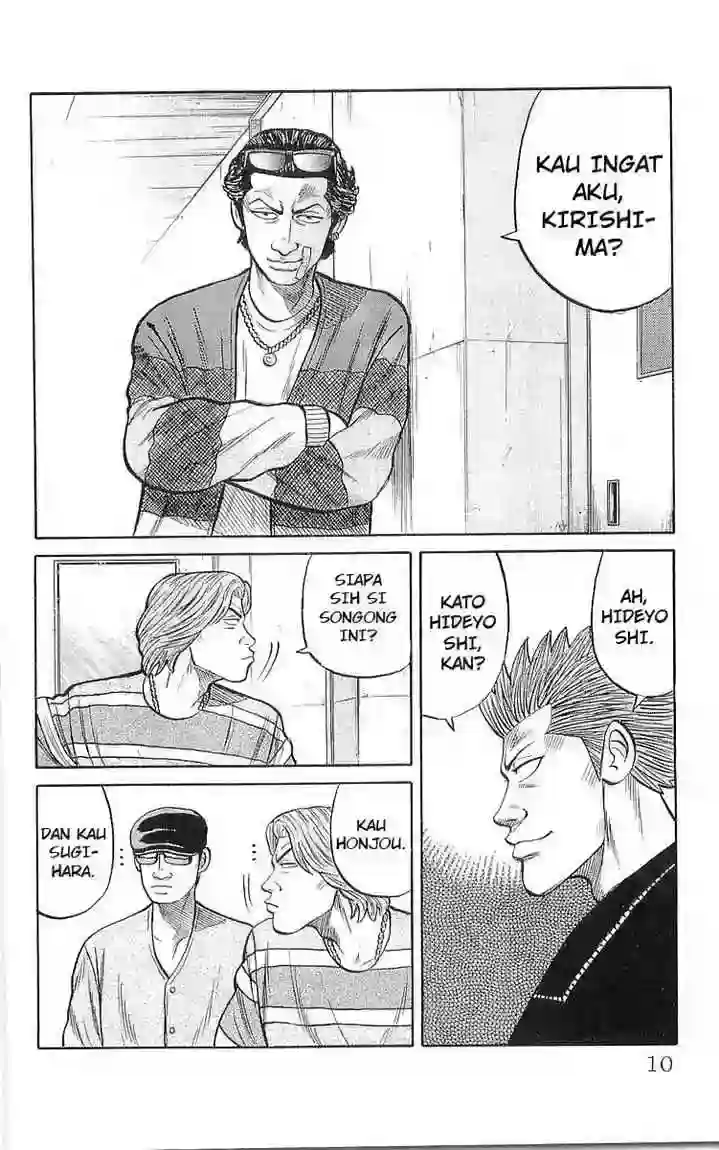 KAU INGAT
AKU,
KIRISHI-
MA?
AH,
HIDEYO
SHI.
KATO
HIDEYO
SHI,
KAN?
SIAPA
SIH SI
SONGONG
INI?
KAU
HONJOU.
DAN KAU
SUGI-
HARA.
10